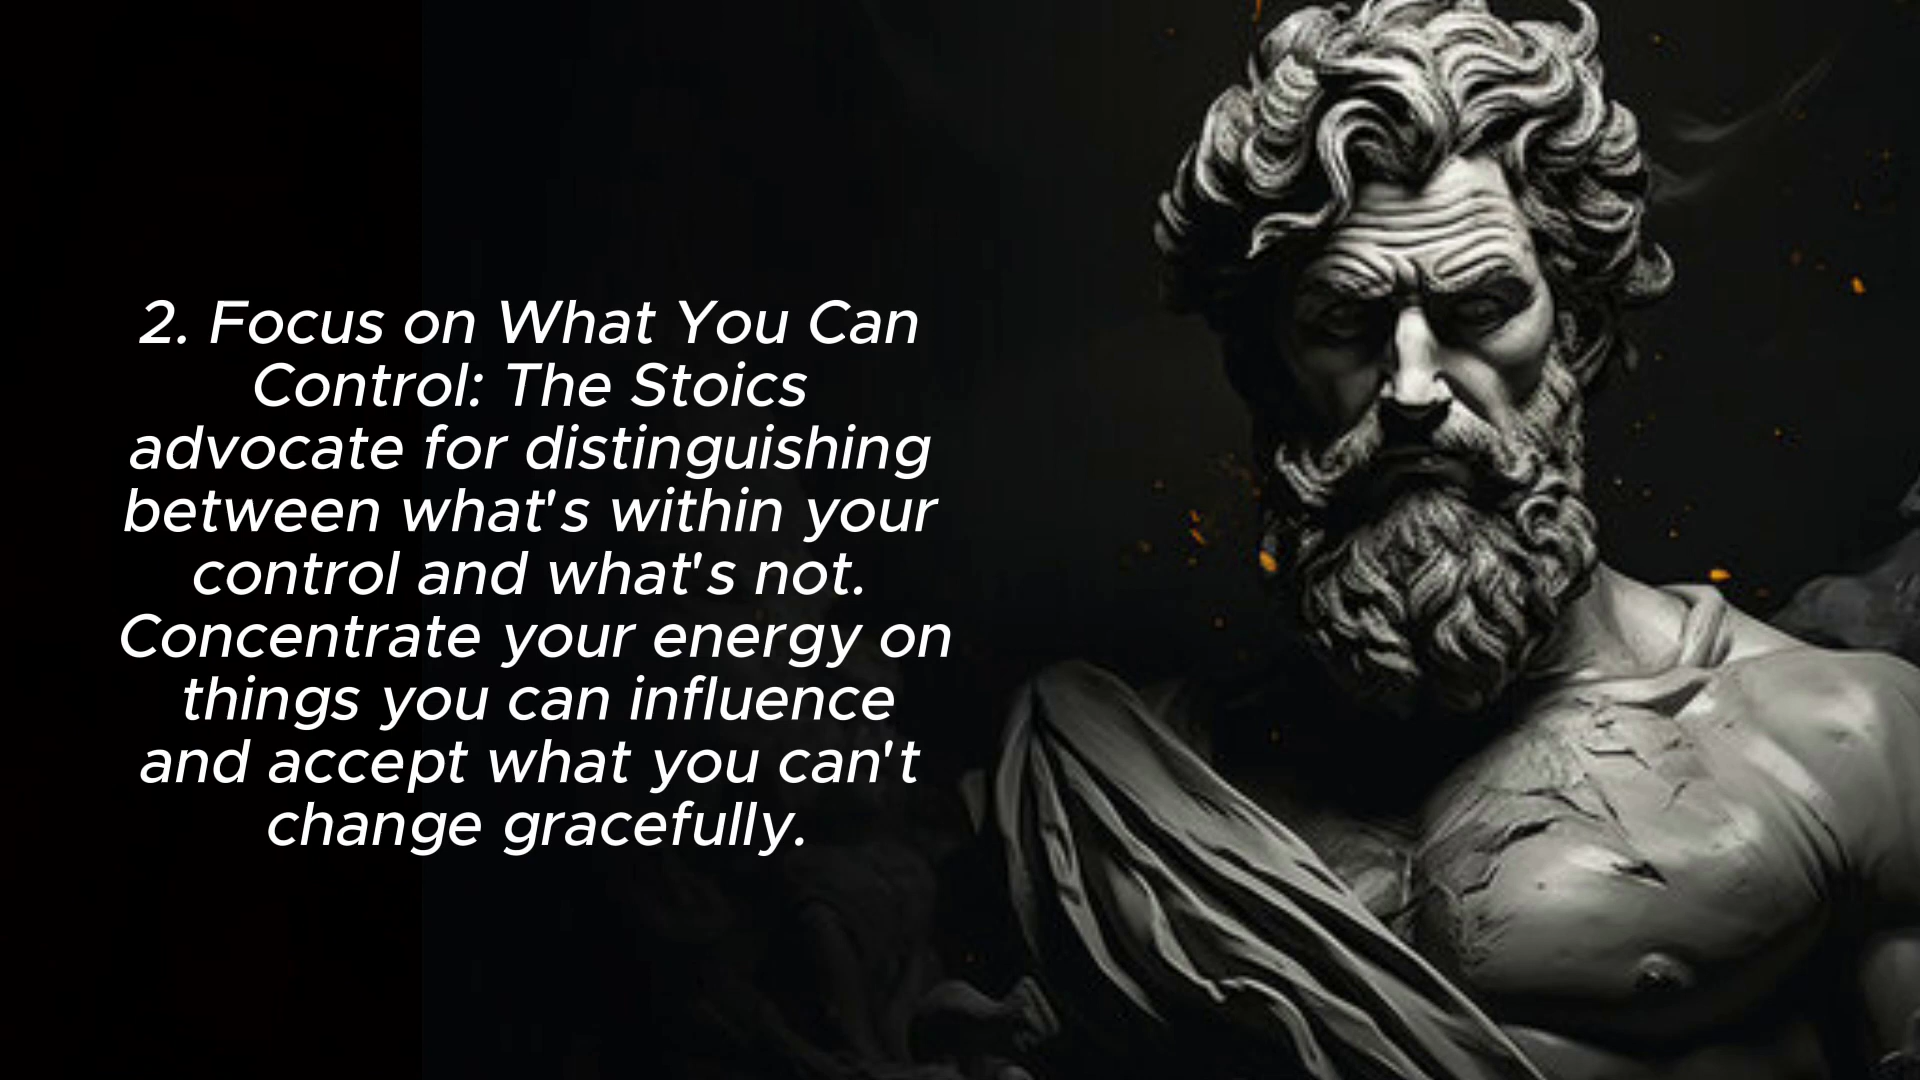 2. Focus on What You Can
Control: The Stoics
advocate for distinguishing
between what's within your
control and what's not.
Concentrate your energy on
things you can influence
and accept what you can't
change gracefully.